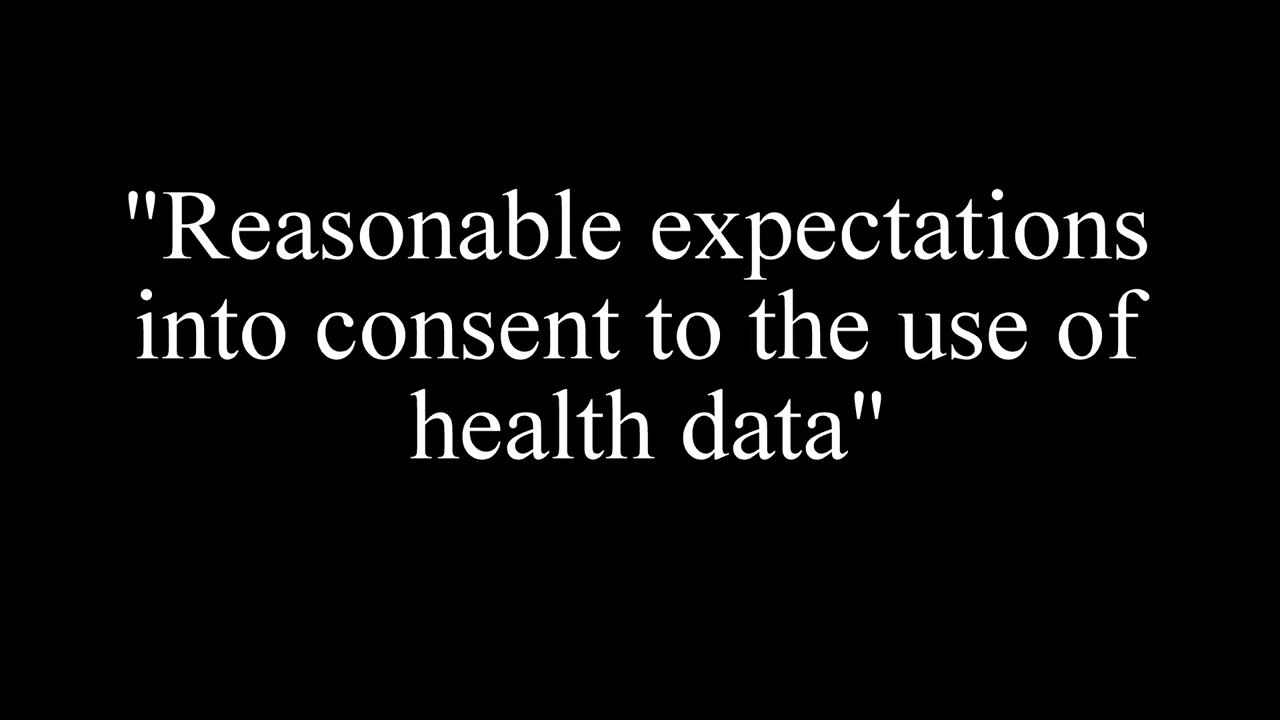 "Reasonable expectations
into consent to the use of
health data"